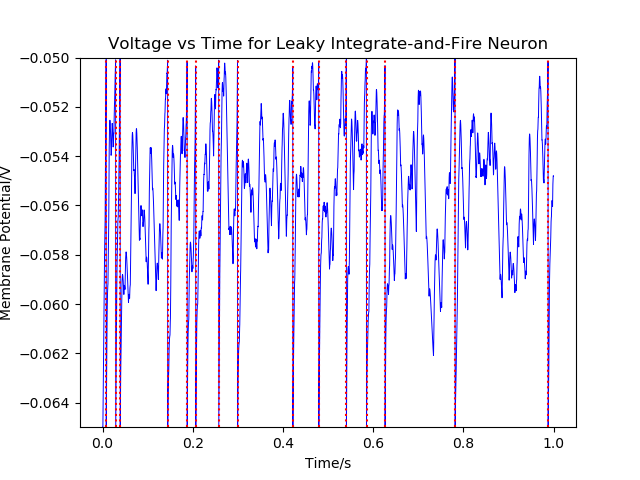 Voltage vs Time for Leaky Integrate-and-Fire Neuron
−0.050
−0.052
−0.054
−0.056
−0.058
−0.060
−0.062
−0.064
Membrane Potential/V
0.0 0.2 0.4 0.6 0.8 1.0
Time/s